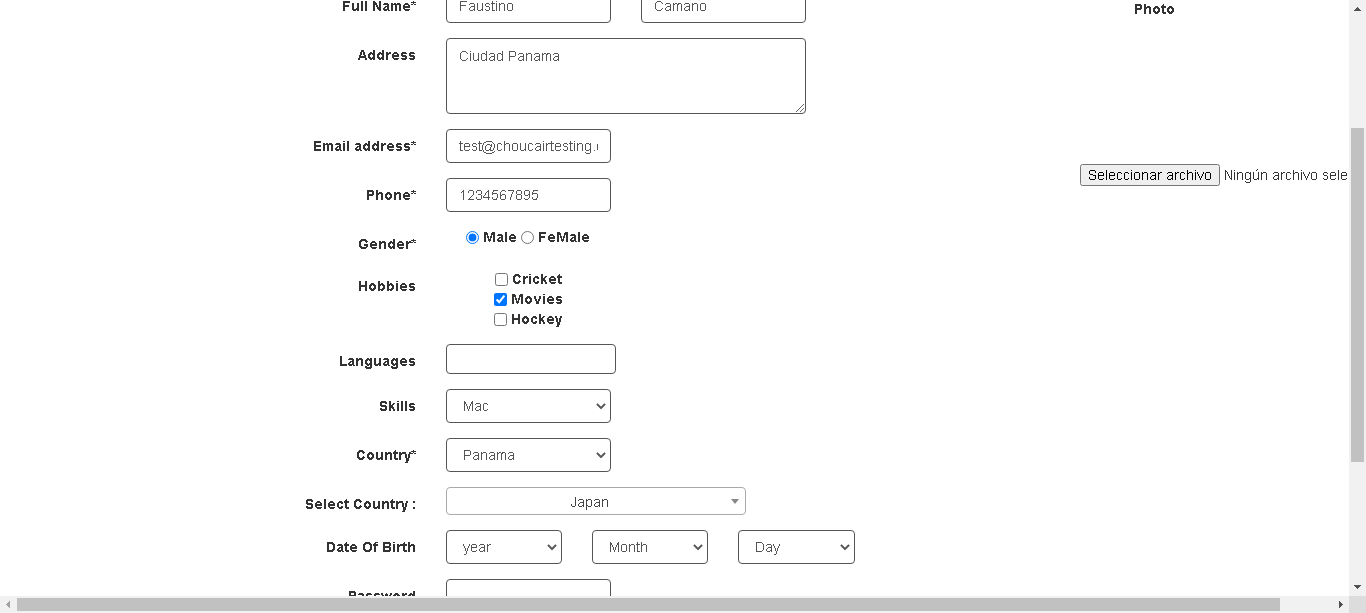 Full Name* Faustino Camano
Photo
Address Ciudad Panama
Email address* test@choucairtesting.
Seleccionar archivo Ningún archivo sele
Phone* 1234567895
Gender* Male FeMale
Hobbies Cricket
Movies
Hockey
Languages
Skills Mac
Country* Panama
Select Country : Japan
Date Of Birth year Month Day
Password